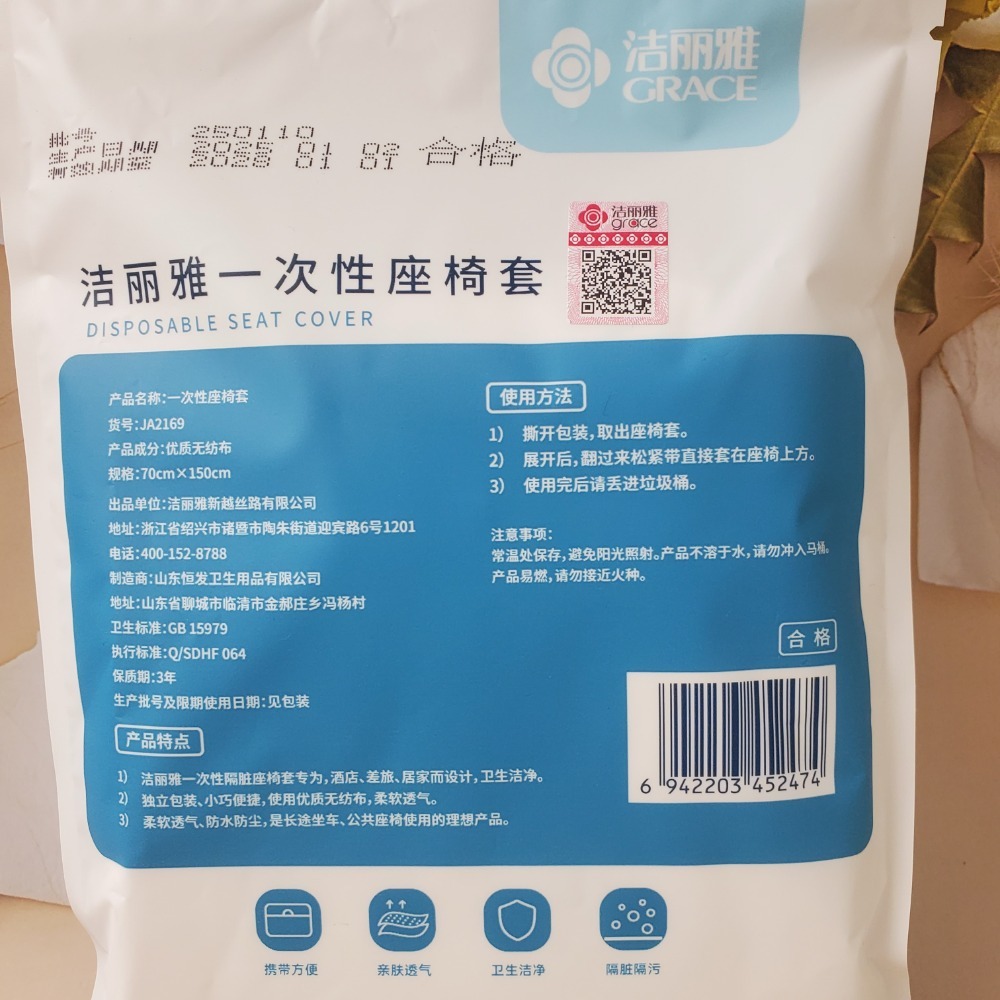 洁丽雅
GRACE
250110
合格
洁丽雅
grace
洁丽雅一次性座椅套
DISPOSABLE SEAT COVER
产品名称:一次性座椅套
货号:JA2169
产品成分:优质无纺布
规格:70cm×150cm
出品单位:洁丽雅新越丝路有限公司
地址:浙江省绍兴市诸暨市陶朱街道迎宾路6号1201
电话:400-152-8788
制造商:山东恒发卫生用品有限公司
地址:山东省聊城市临清市金郝庄乡冯杨村
卫生标准:GB 15979
执行标准:Q/SDHF 064
保质期:3年
生产批号及限期使用日期:见包装
产品特点
1) 洁丽雅一次性隔脏座椅套专为,酒店、差旅、居家而设计,卫生洁净。
2) 独立包装、小巧便捷,使用优质无纺布,柔软透气。
3) 柔软透气、防水防尘,是长途坐车、公共座椅使用的理想产品。
使用方法
1) 撕开包装,取出座椅套。
2) 展开后,翻过来松紧带直接套在座椅上方。
3) 使用完后请丢进垃圾桶。
注意事项:
常温处保存,避免阳光照射。产品不溶于水,请勿冲入马桶。
产品易燃,请勿接近火种。
合格
6 942203 452474
携带方便
亲肤透气
卫生洁净
隔脏隔污